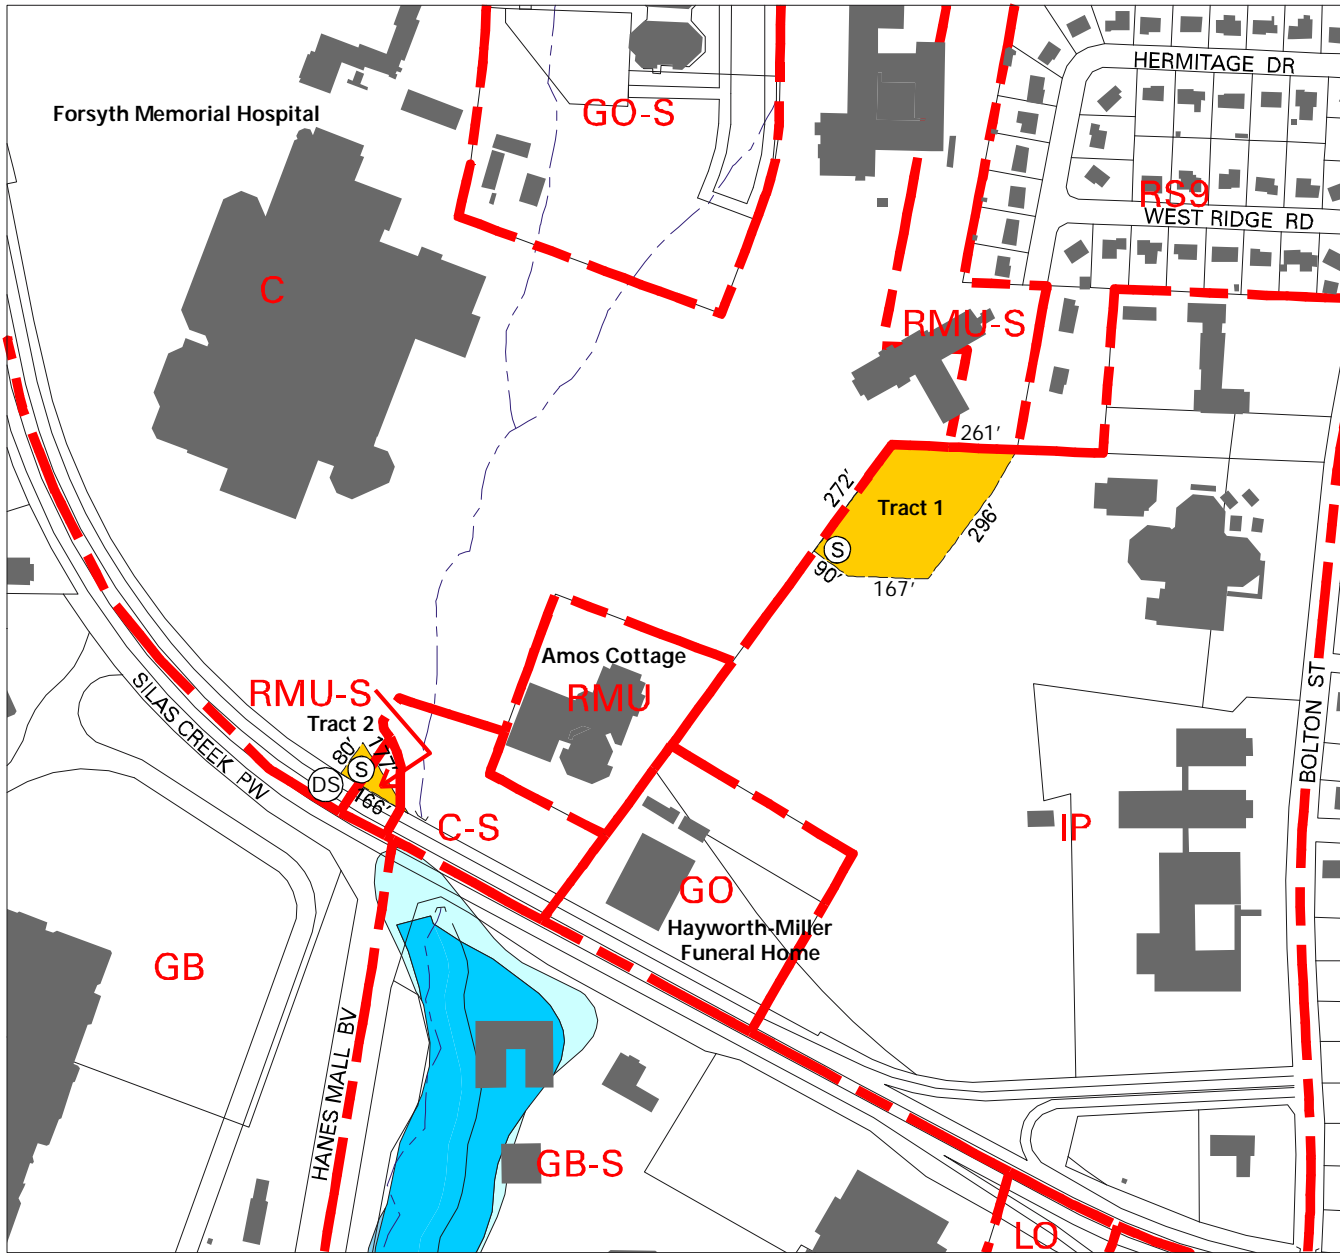 HERMITAGE DR
Forsyth Memorial Hospital
GO-S
RS9
WEST RIDGE RD
C
RMU-S
261'
272'
Tract 1
296'
S
90'
167'
Amos Cottage
RMU-S
RMU
Tract 2
80'
177'
S
DS
166'
SILAS CREEK PW
BOLTON ST
C-S
IP
GO
Hayworth-Miller
Funeral Home
GB
HANES MALL BV
GB-S
LO